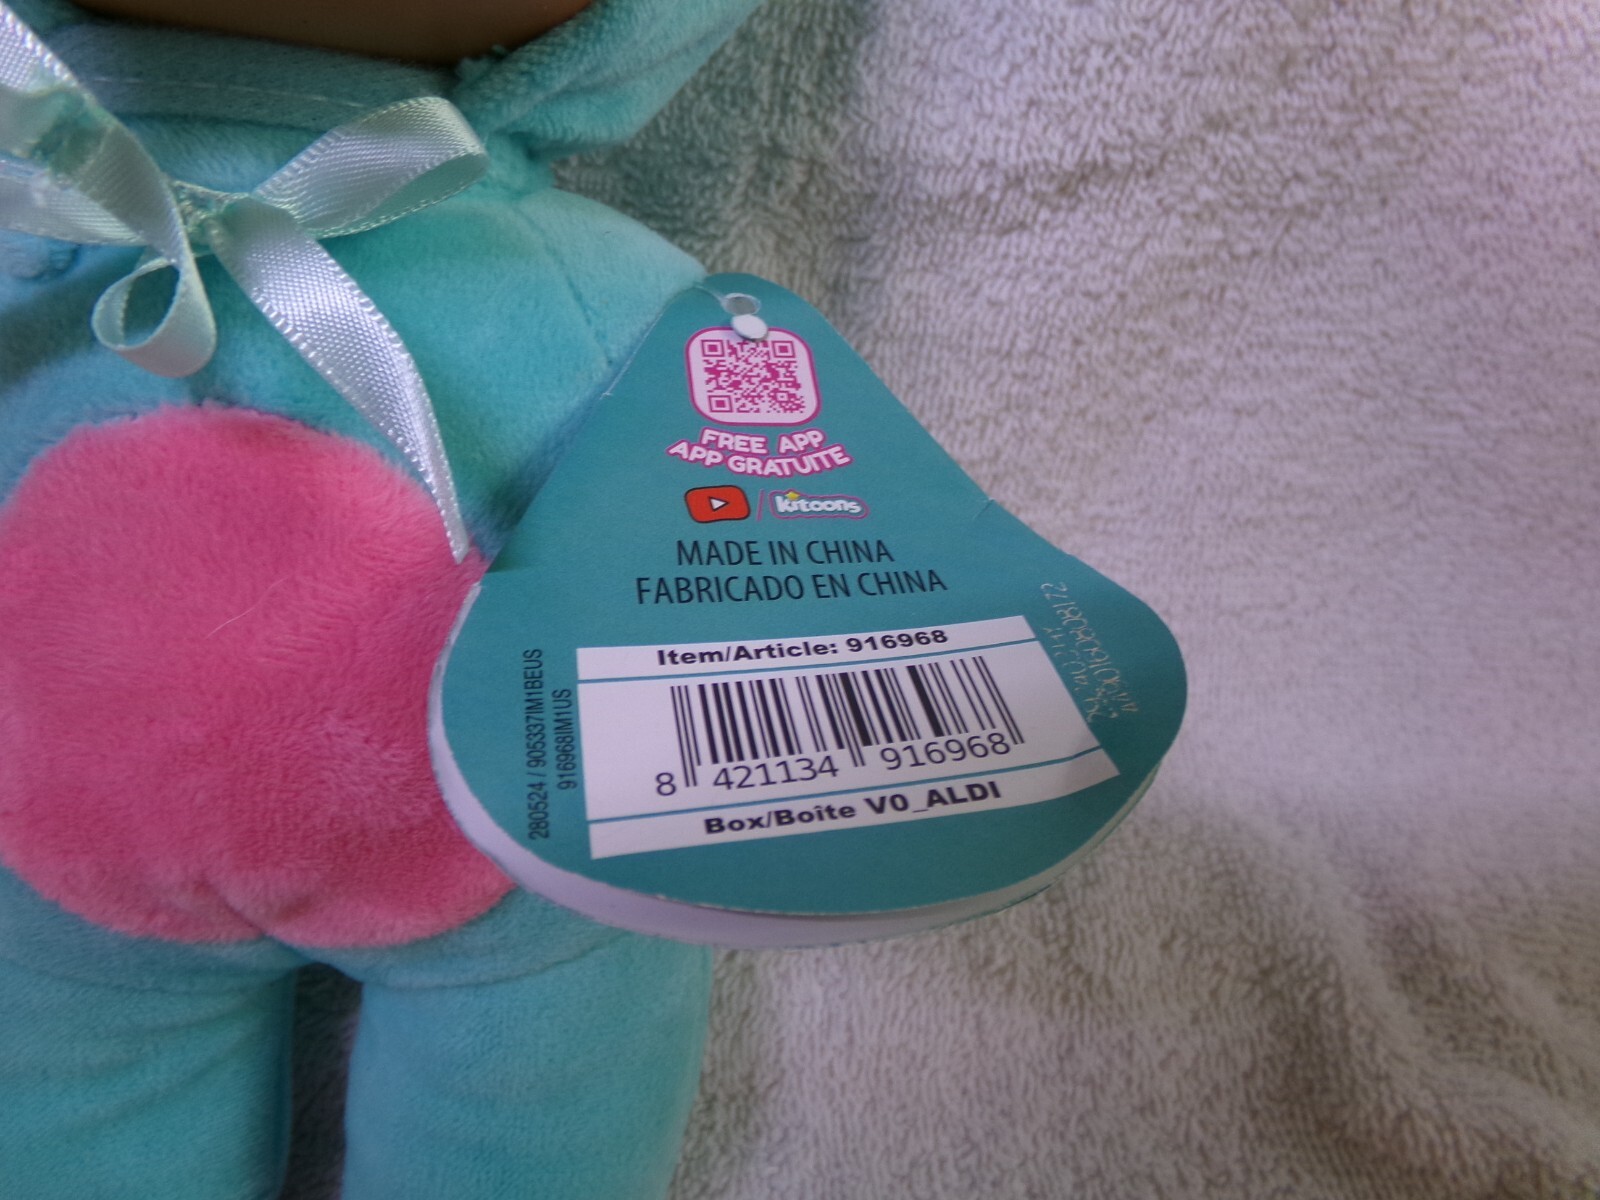 FREE APP
APP GRATUITE
kitoons
MADE IN CHINA
FABRICADO EN CHINA
Item/Article: 916968
8 421134 916968
Box/Boîte V0_ALDI
280524 / 905337IM1BEUS
916968IM1US